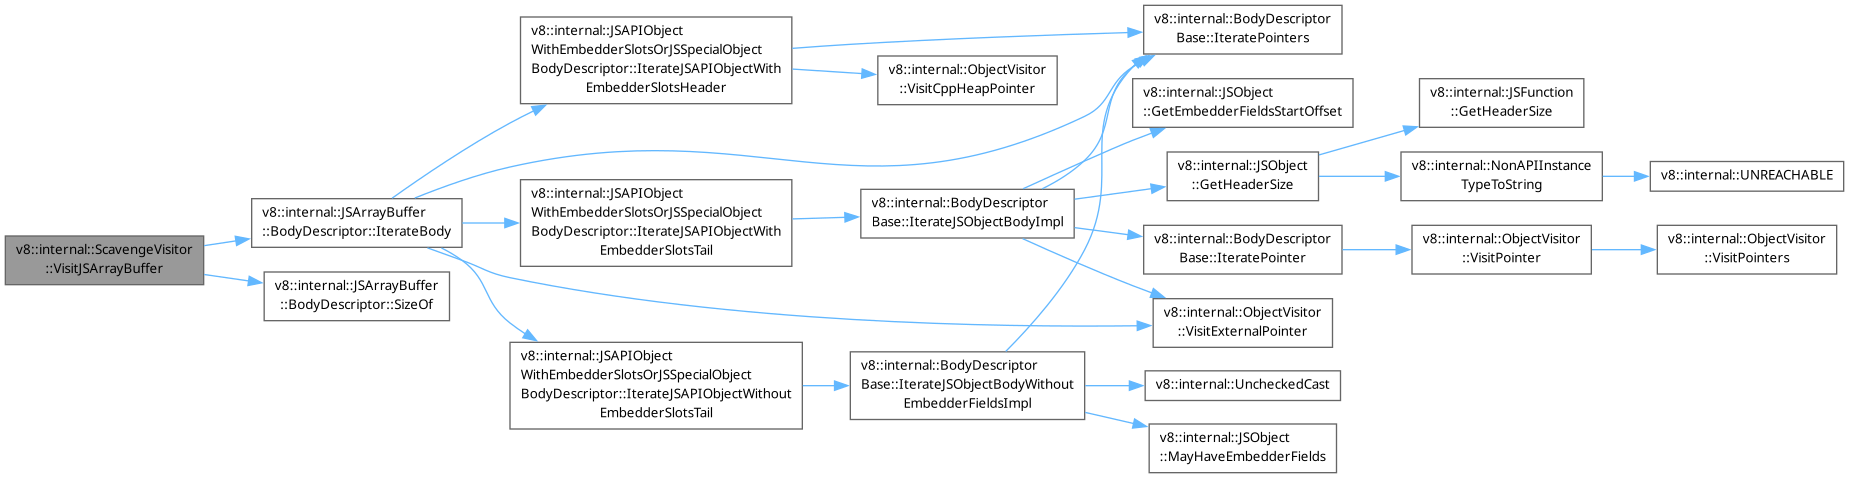 v8::internal::ScavengeVisitor
::VisitJSArrayBuffer
v8::internal::JSArrayBuffer
::BodyDescriptor::IterateBody
v8::internal::JSArrayBuffer
::BodyDescriptor::SizeOf
v8::internal::JSAPIObject
WithEmbedderSlotsOrJSSpecialObject
BodyDescriptor::IterateJSAPIObjectWith
EmbedderSlotsHeader
v8::internal::JSAPIObject
WithEmbedderSlotsOrJSSpecialObject
BodyDescriptor::IterateJSAPIObjectWith
EmbedderSlotsTail
v8::internal::JSAPIObject
WithEmbedderSlotsOrJSSpecialObject
BodyDescriptor::IterateJSAPIObjectWithout
EmbedderSlotsTail
v8::internal::ObjectVisitor
::VisitCppHeapPointer
v8::internal::BodyDescriptor
Base::IterateJSObjectBodyImpl
v8::internal::BodyDescriptor
Base::IterateJSObjectBodyWithout
EmbedderFieldsImpl
v8::internal::BodyDescriptor
Base::IteratePointers
v8::internal::JSObject
::GetEmbedderFieldsStartOffset
v8::internal::JSObject
::GetHeaderSize
v8::internal::BodyDescriptor
Base::IteratePointer
v8::internal::ObjectVisitor
::VisitExternalPointer
v8::internal::UncheckedCast
v8::internal::JSObject
::MayHaveEmbedderFields
v8::internal::JSFunction
::GetHeaderSize
v8::internal::NonAPIInstance
TypeToString
v8::internal::ObjectVisitor
::VisitPointer
v8::internal::UNREACHABLE
v8::internal::ObjectVisitor
::VisitPointers